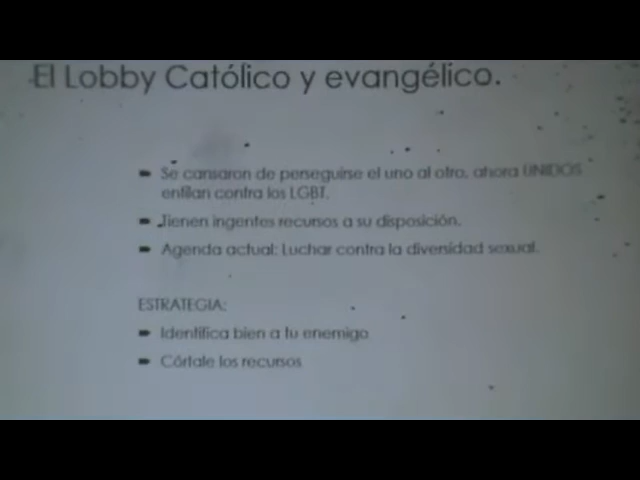 El Lobby Católico y evangélico.
Se cansaron de perseguirse el uno al otro, ahora UNIDOS
enfilan contra los LGBT.
Tienen ingentes recursos a su disposición.
Agenda actual: Luchar contra la diversidad sexual.
ESTRATEGIA:
Identifica bien a tu enemigo
Córtale los recursos